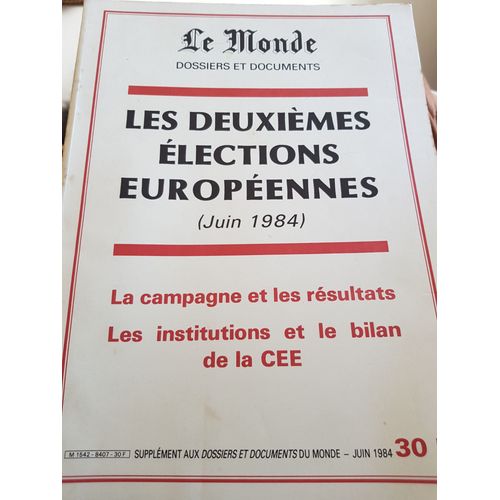 Le Monde
DOSSIERS ET DOCUMENTS
LES DEUXIÈMES
ÉLECTIONS
EUROPÉENNES
(Juin 1984)
La campagne et les résultats
Les institutions et le bilan
de la CEE
M 1542 - 8407 - 30 F SUPPLÉMENT AUX DOSSIERS ET DOCUMENTS DU MONDE – JUIN 1984 30